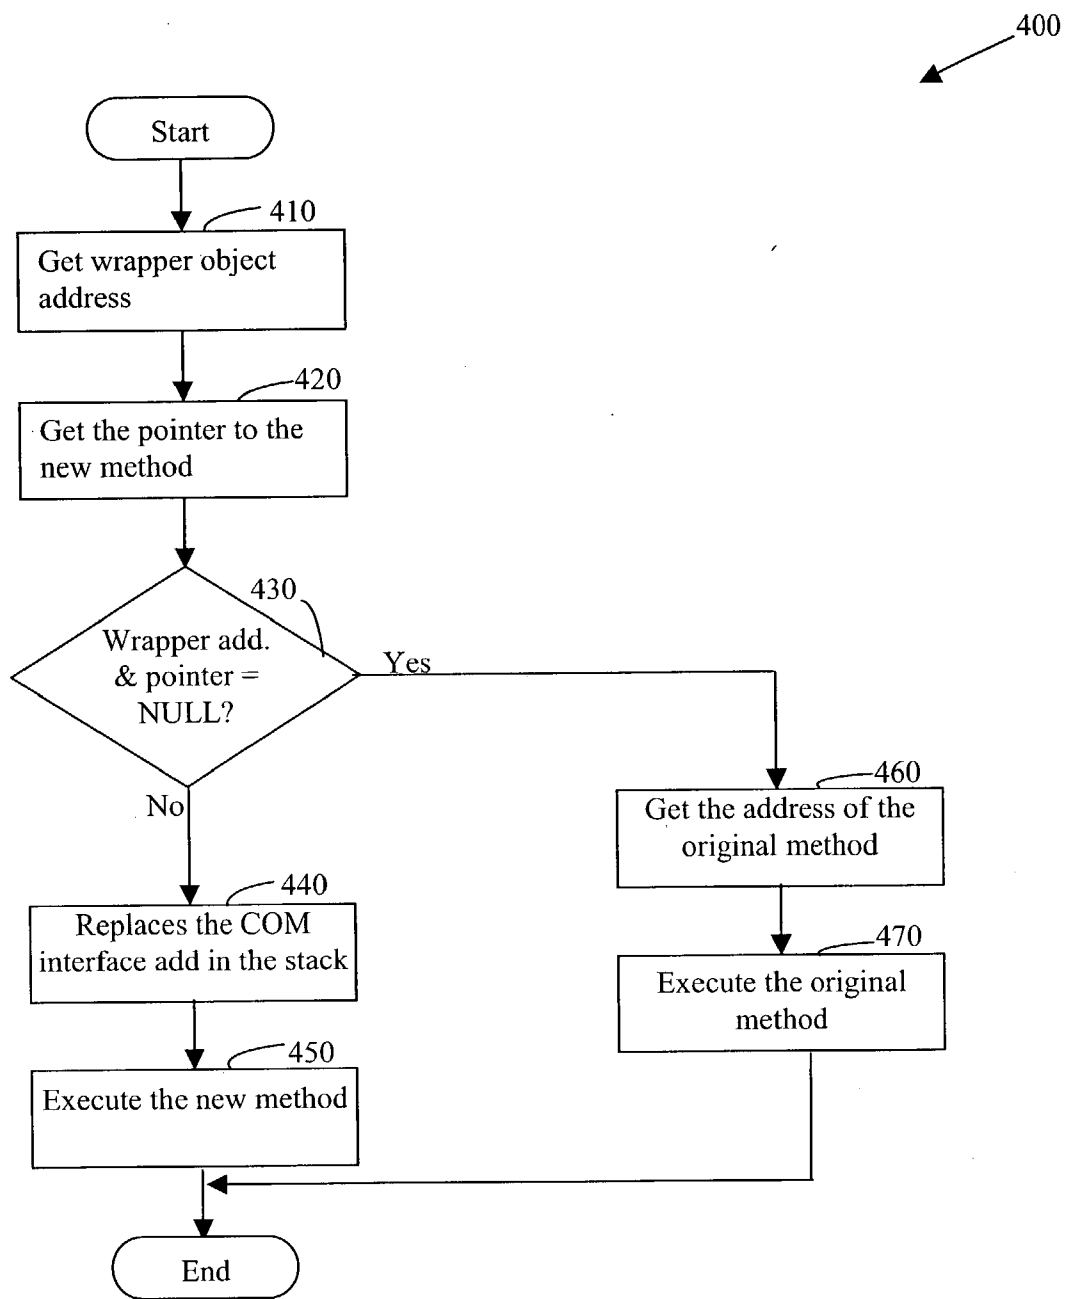 400
Start
410
Get wrapper object
address
420
Get the pointer to the
new method
430
Wrapper add.
& pointer =
NULL?
Yes
No
460
Get the address of the
original method
440
Replaces the COM
interface add in the stack
470
Execute the original
method
450
Execute the new method
End